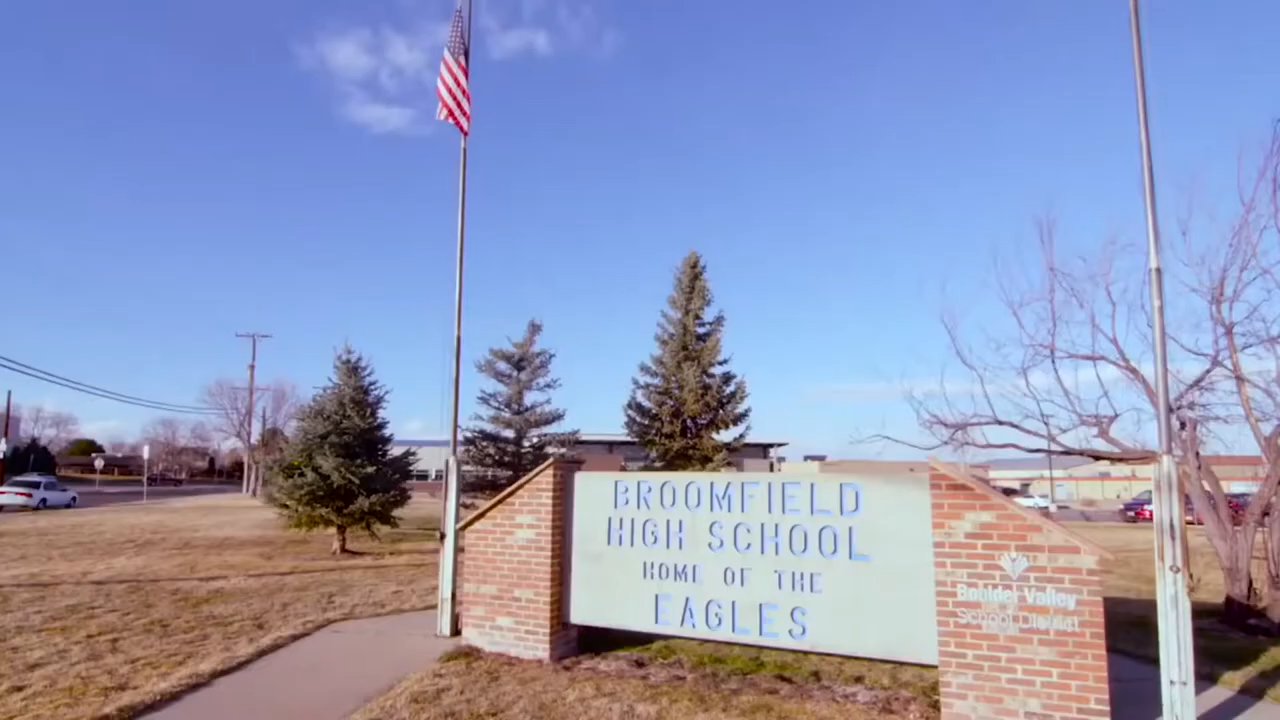 BROOMFIELD
HIGH SCHOOL
HOME OF THE
EAGLES
Boulder Valley
School District